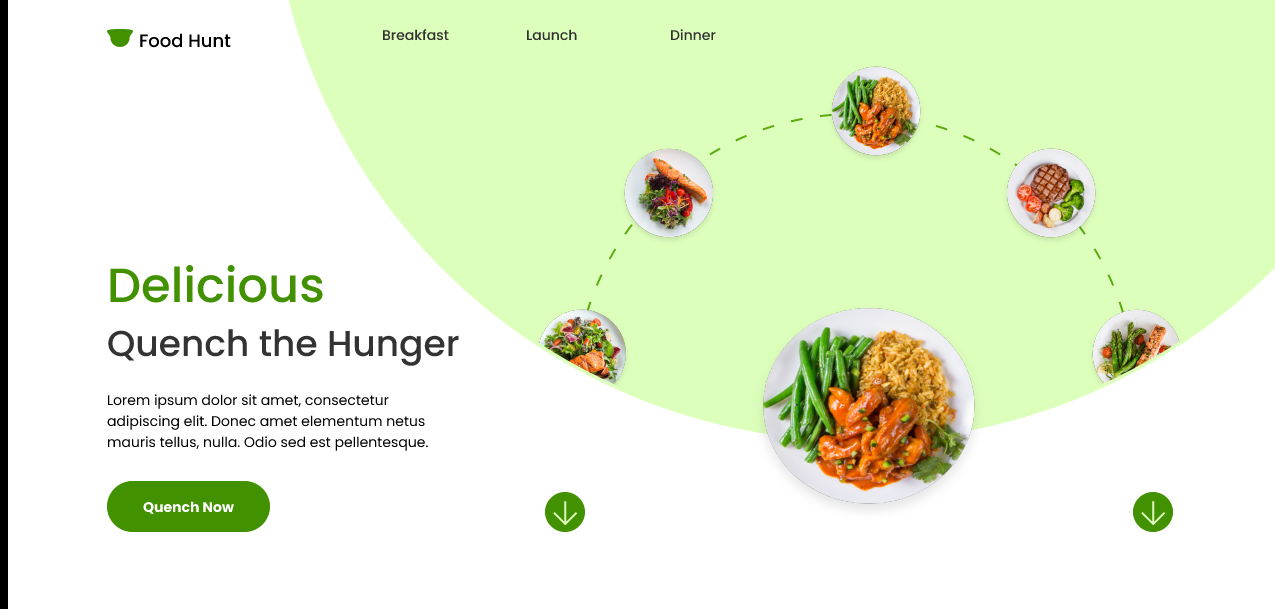 Food Hunt
Breakfast
Launch
Dinner
Delicious
Quench the Hunger
Lorem ipsum dolor sit amet, consectetur
adipiscing elit. Donec amet elementum netus
mauris tellus, nulla. Odio sed est pellentesque.
Quench Now